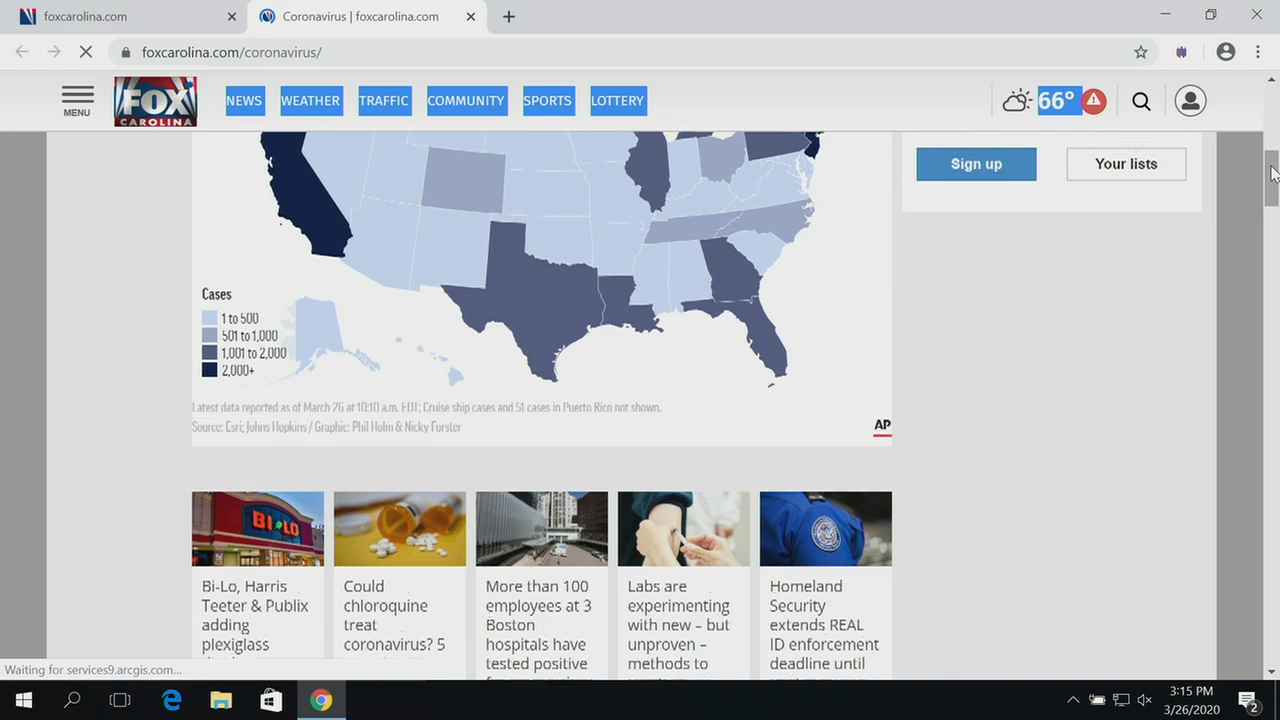 foxcarolina.com
Coronavirus | foxcarolina.com
foxcarolina.com/coronavirus/
MENU
FOX
CAROLINA
NEWS
WEATHER
TRAFFIC
COMMUNITY
SPORTS
LOTTERY
66°
Sign up
Your lists
Cases
1 to 500
501 to 1,000
1,001 to 2,000
2,000+
Latest data reported as of March 26 at 10:10 a.m. EDT; Cruise ship cases and 51 cases in Puerto Rico not shown.
Source: Esri; Johns Hopkins / Graphic: Phil Holm & Nicky Forster
AP
BI-LO
Bi-Lo, Harris
Teeter & Publix
adding
plexiglass
Could
chloroquine
treat
coronavirus? 5
More than 100
employees at 3
Boston
hospitals have
tested positive
Labs are
experimenting
with new – but
unproven –
methods to
Homeland
Security
extends REAL
ID enforcement
deadline until
Waiting for services9.arcgis.com...
3:15 PM
3/26/2020
2